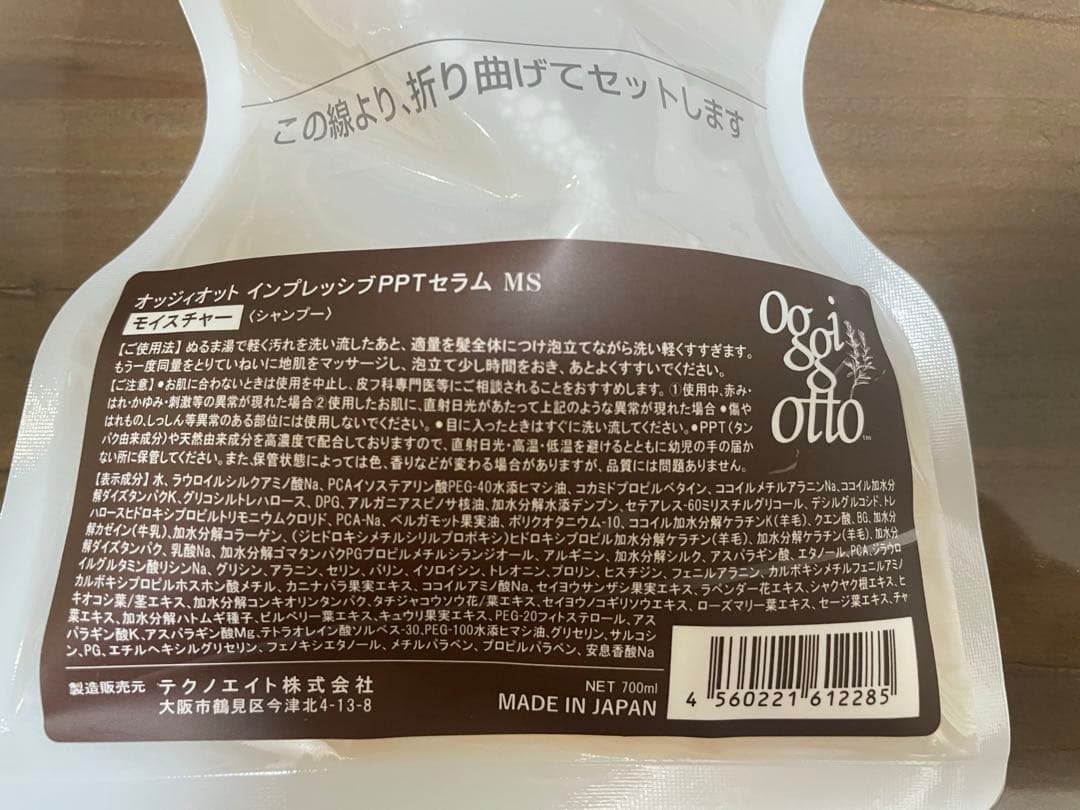 この線より、折り曲げてセットします
オッジィオット インプレッシブPPTセラム MS
モイスチャー 〈シャンプー〉
oggi
otto
™
【ご使用法】ぬるま湯で軽く汚れを洗い流したあと、適量を髪全体につけ泡立てながら洗い軽くすすぎます。
もう一度同量をとりていねいに地肌をマッサージし、泡立て少し時間をおき、あとよくすすいでください。
【ご注意】●お肌に合わないときは使用を中止し、皮フ科専門医等にご相談されることをおすすめします。①使用中、赤み・
はれ・かゆみ・刺激等の異常が現れた場合②使用したお肌に、直射日光があたって上記のような異常が現れた場合●傷や
はれもの、しっしん等異常のある部位には使用しないでください。●目に入ったときはすぐに洗い流してください。●PPT(タン
パク由来成分)や天然由来成分を高濃度で配合しておりますので、直射日光・高温・低温を避けるとともに幼児の手の届か
ない所に保管してください。また、保管状態によっては色、香りなどが変わる場合がありますが、品質には問題ありません。
【表示成分】水、ラウロイルシルクアミノ酸Na、PCAイソステアリン酸PEG-40水添ヒマシ油、コカミドプロピルベタイン、ココイルメチルアラニンNa、ココイル加水分
解ダイズタンパクK、グリコシルトレハロース、DPG、アルガニアスピノサ核油、加水分解水添デンプン、セテアレス-60ミリスチルグリコール、デシルグルコシド、トレ
ハロースヒドロキシプロピルトリモニウムクロリド、PCA-Na、ベルガモット果実油、ポリクオタニウム-10、ココイル加水分解ケラチンK(羊毛)、クエン酸、BG、加水分
解カゼイン(牛乳)、加水分解コラーゲン、(ジヒドロキシメチルシリルプロポキシ)ヒドロキシプロピル加水分解ケラチン(羊毛)、加水分解ケラチン(羊毛)、加水分
解ダイズタンパク、乳酸Na、加水分解ゴマタンパクPGプロピルメチルシランジオール、アルギニン、加水分解シルク、アスパラギン酸、エタノール、PCA、ジラウロ
イルグルタミン酸リシンNa、グリシン、アラニン、セリン、バリン、イソロイシン、トレオニン、プロリン、ヒスチジン、フェニルアラニン、カルボキシメチルフェニルアミノ
カルボキシプロピルホスホン酸メチル、カニナバラ果実エキス、ココイルアミノ酸Na、セイヨウサンザシ果実エキス、ラベンダー花エキス、シャクヤク根エキス、ヒ
キオコシ葉/茎エキス、加水分解コンキオリンタンパク、タチジャコウソウ花/葉エキス、セイヨウノコギリソウエキス、ローズマリー葉エキス、セージ葉エキス、チャ
葉エキス、加水分解ハトムギ種子、ビルベリー葉エキス、キュウリ果実エキス、PEG-20フィトステロール、アス
パラギン酸K、アスパラギン酸Mg、テトラオレイン酸ソルベス-30、PEG-100水添ヒマシ油、グリセリン、サルコシ
ン、PG、エチルヘキシルグリセリン、フェノキシエタノール、メチルパラベン、プロピルパラベン、安息香酸Na
製造販売元 テクノエイト株式会社
大阪市鶴見区今津北4-13-8
NET 700ml
MADE IN JAPAN
4 560221 612285